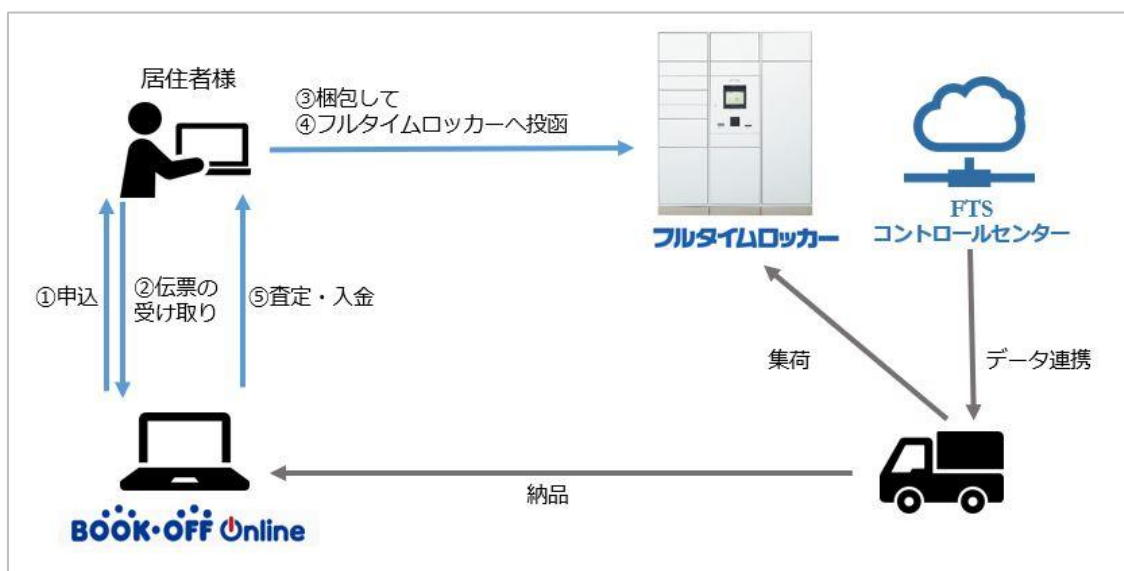 居住者様
③梱包して
④フルタイムロッカーへ投函
フルタイムロッカー
FTS
コントロールセンター
①申込
②伝票の
受け取り
⑤査定・入金
集荷
データ連携
納品
BOOK・OFF Online